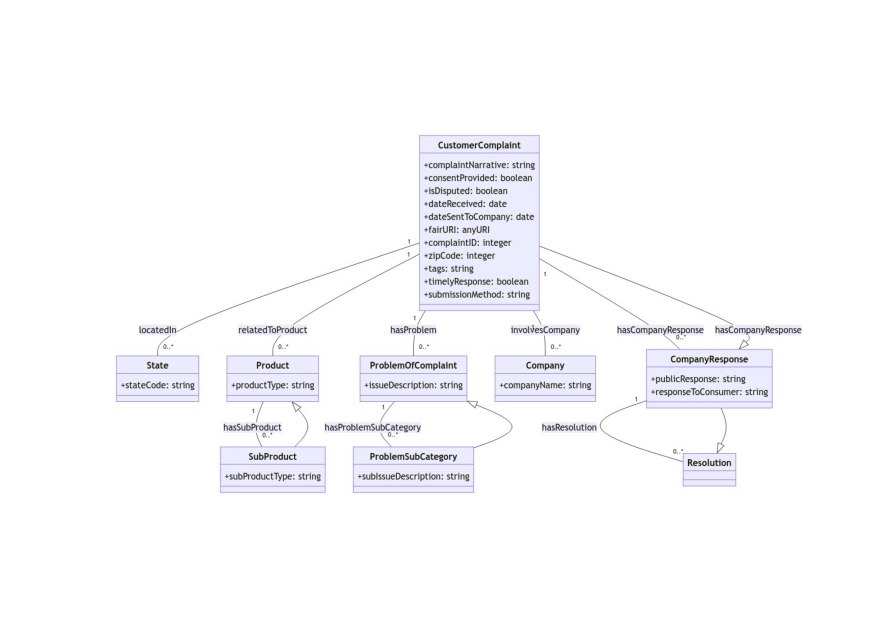 CustomerComplaint
+complaintNarrative: string
+consentProvided: boolean
+isDisputed: boolean
+dateReceived: date
+dateSentToCompany: date
+fairURI: anyURI
+complaintID: integer
+zipCode: integer
+tags: string
+timelyResponse: boolean
+submissionMethod: string
1
1
1
1
1
locatedIn
relatedToProduct
hasProblem
involvesCompany
hasCompanyResponse
hasCompanyResponse
0..*
0..*
0..*
0..*
0..*
State
+stateCode: string
Product
+productType: string
ProblemOfComplaint
+issueDescription: string
Company
+companyName: string
CompanyResponse
+publicResponse: string
+responseToConsumer: string
1
1
1
hasSubProduct
hasProblemSubCategory
hasResolution
0..*
0..*
0..*
SubProduct
+subProductType: string
ProblemSubCategory
+subIssueDescription: string
Resolution